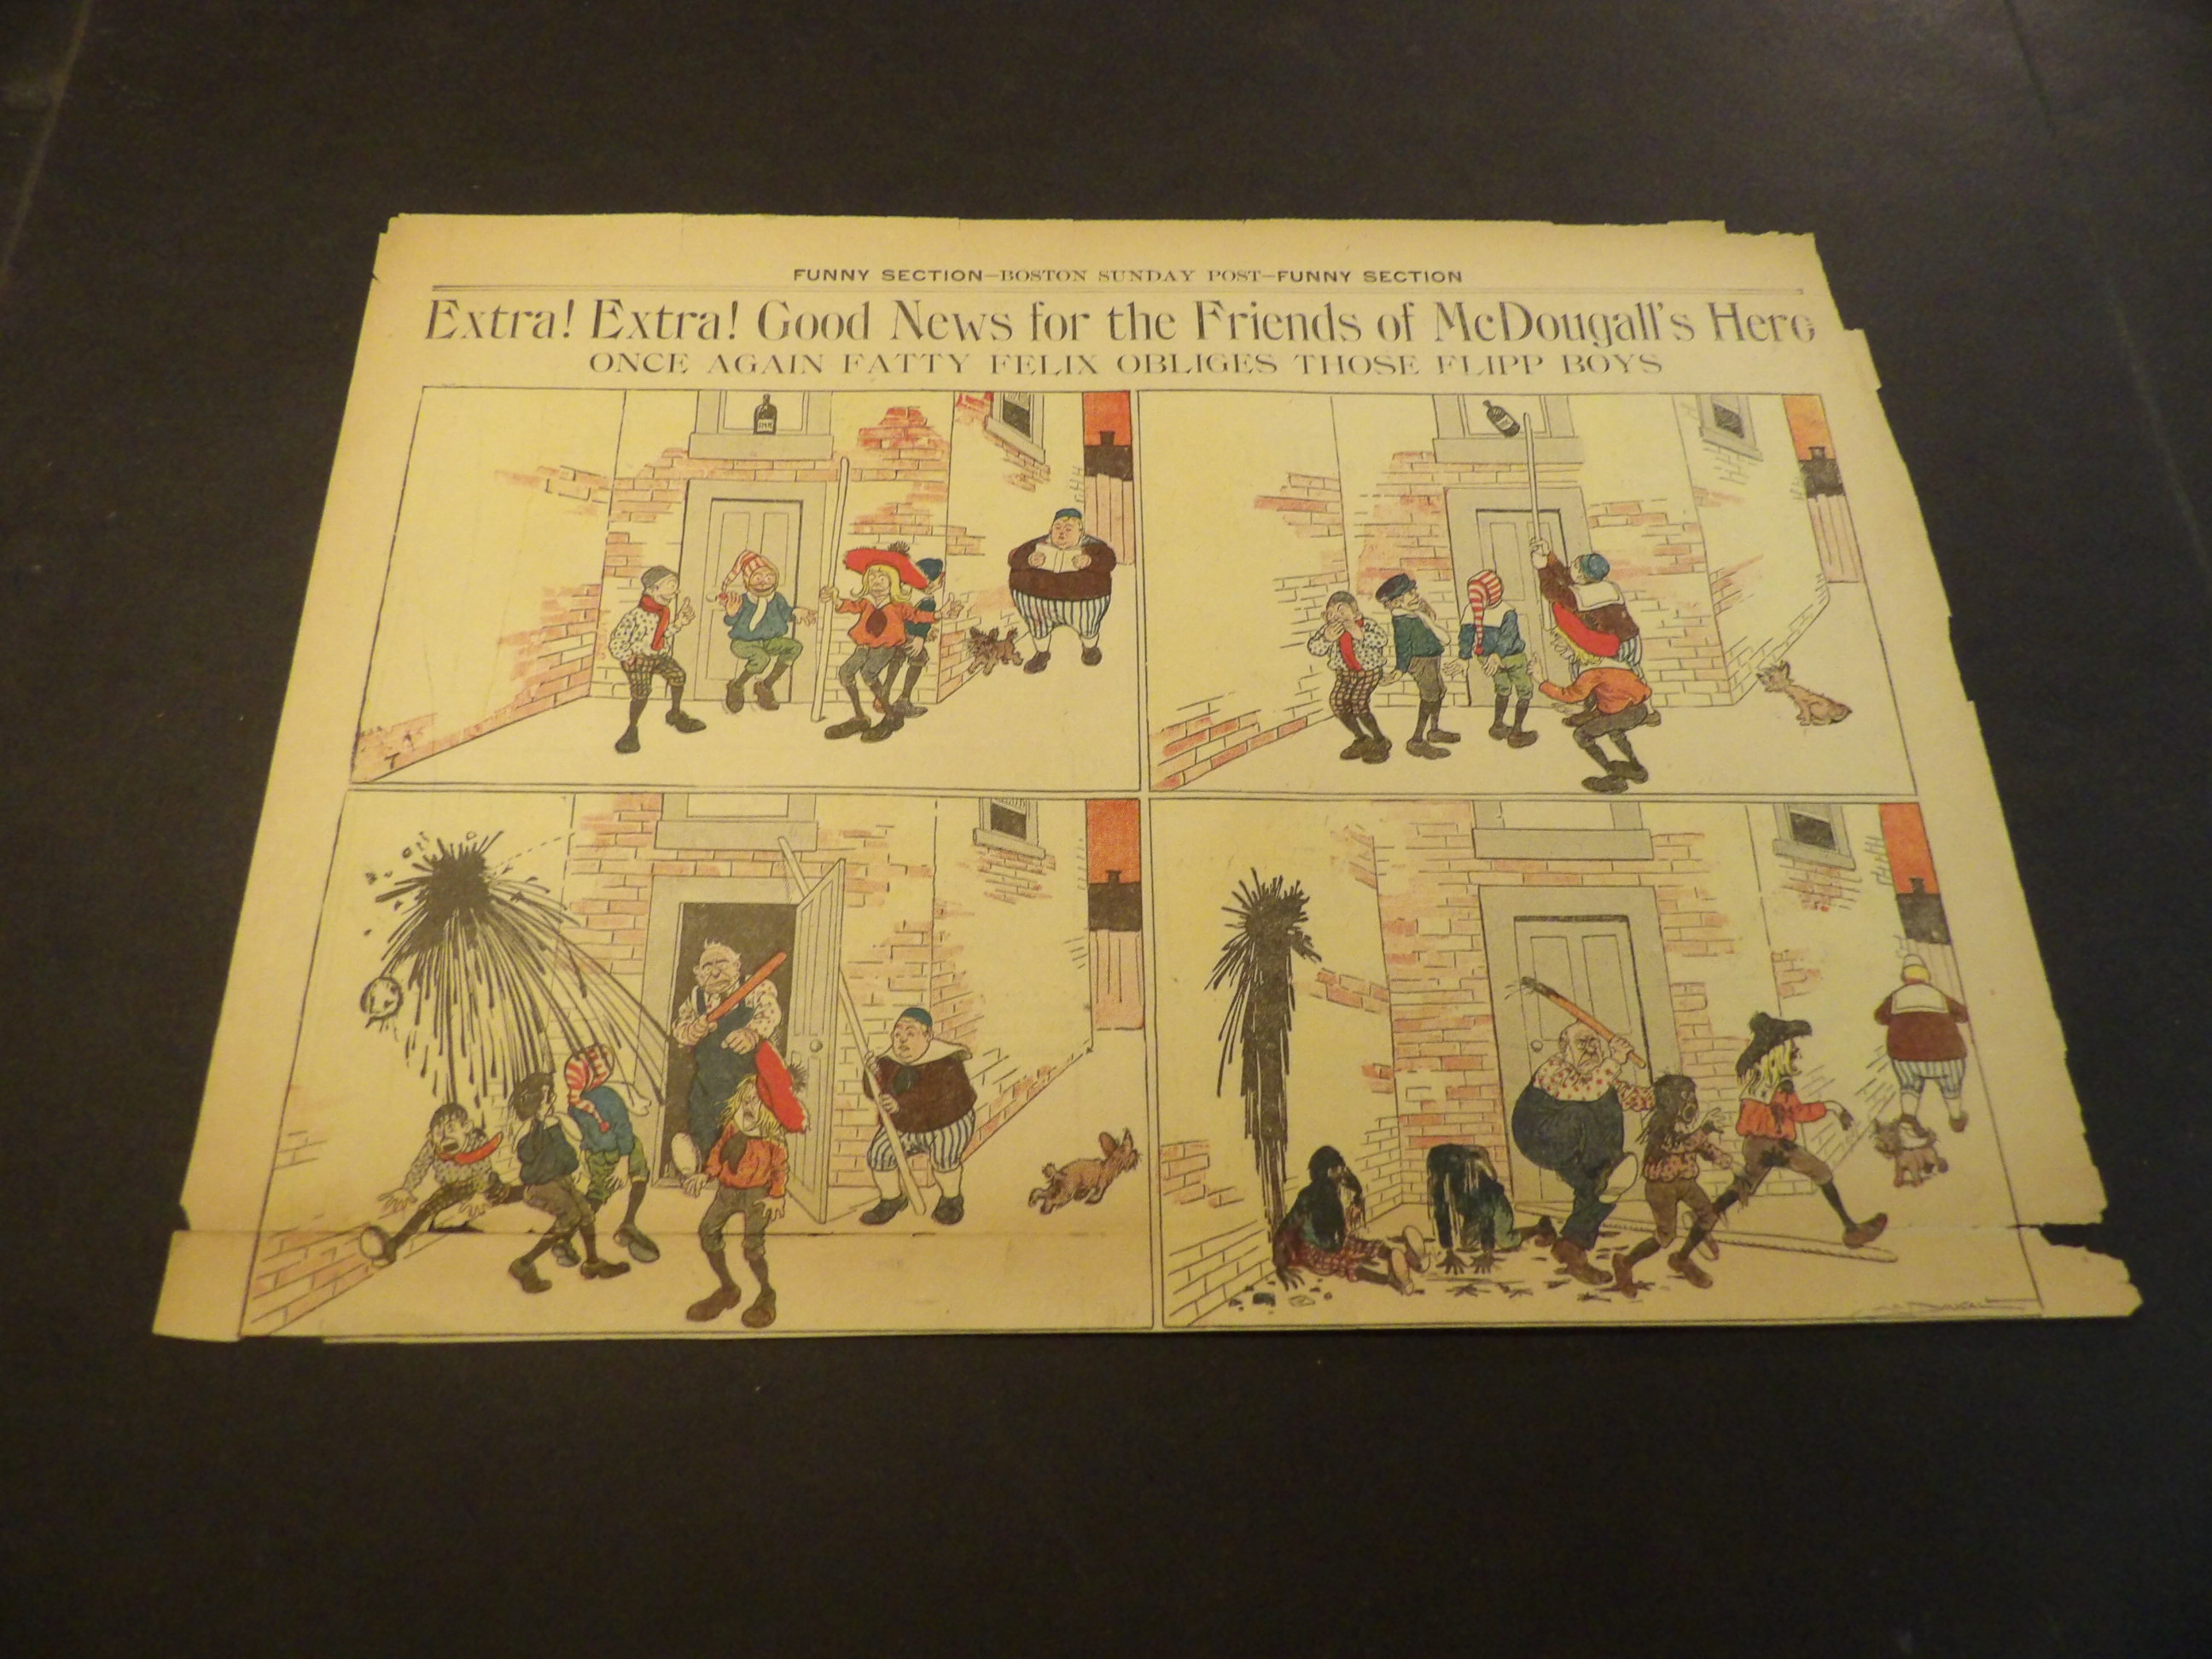 FUNNY SECTION—BOSTON SUNDAY POST—FUNNY SECTION
Extra! Extra! Good News for the Friends of McDougall's Hero
ONCE AGAIN FATTY FELIX OBLIGES THOSE FLIPP BOYS
INK